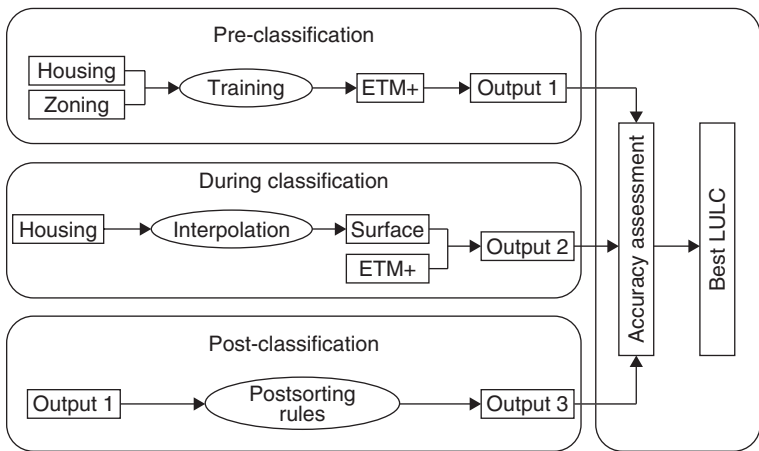 Pre-classification
Housing
Zoning
Training
ETM+
Output 1
During classification
Housing
Interpolation
Surface
ETM+
Output 2
Post-classification
Output 1
Postsorting
rules
Output 3
Accuracy assessment
Best LULC